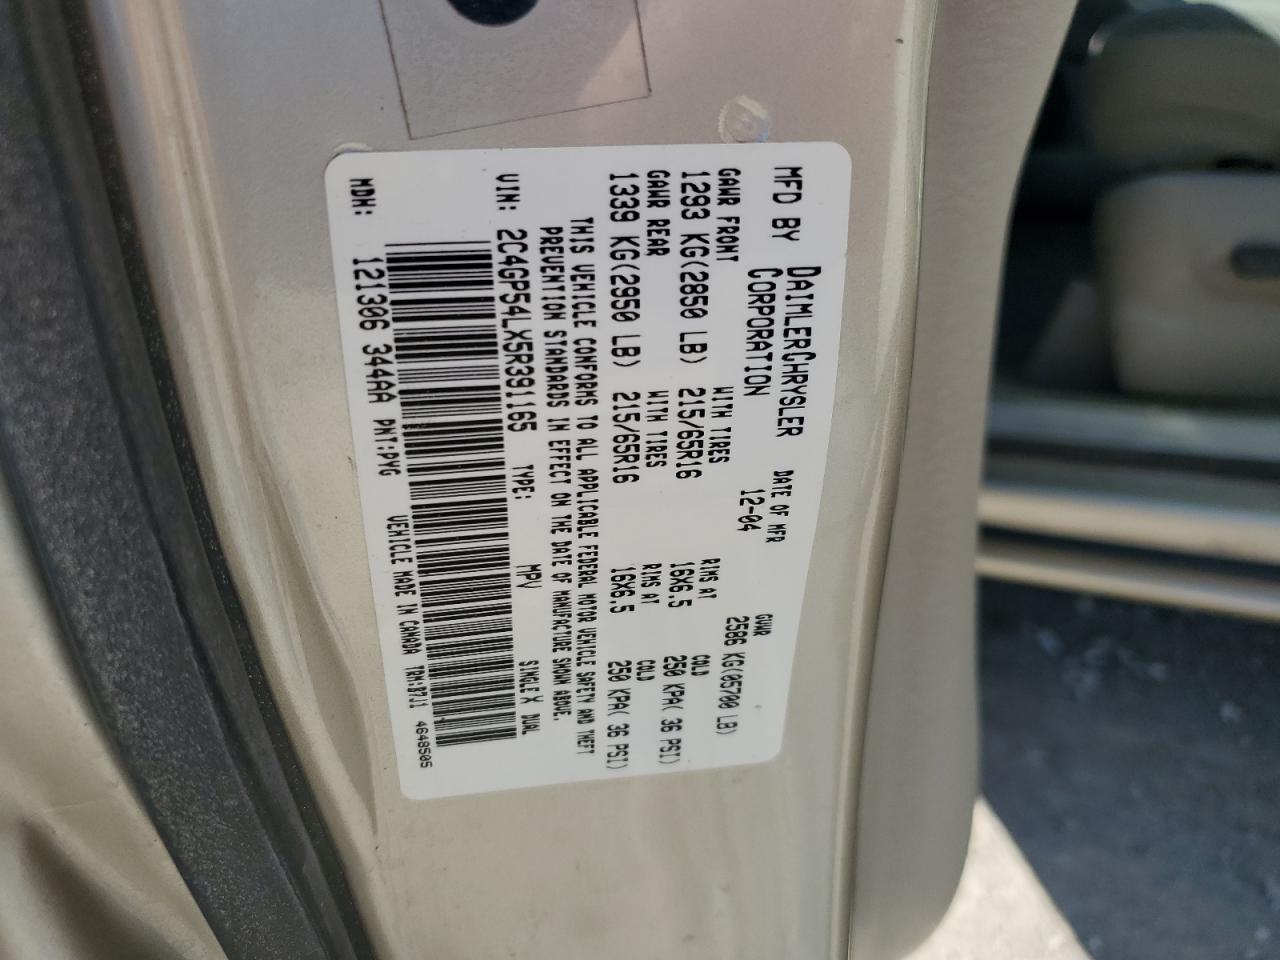 MFD BY DAIMLERCHRYSLER CORPORATION DATE OF MFR 12-04 GVWR 2586 KG(05700 LB)
GAWR FRONT WITH TIRES RIMS AT COLD
1293 KG(2850 LB) 215/65R16 16X6.5 250 KPA( 36 PSI)
GAWR REAR WITH TIRES RIMS AT COLD
1339 KG(2950 LB) 215/65R16 16X6.5 250 KPA( 36 PSI)
THIS VEHICLE CONFORMS TO ALL APPLICABLE FEDERAL MOTOR VEHICLE SAFETY AND THEFT
PREVENTION STANDARDS IN EFFECT ON THE DATE OF MANUFACTURE SHOWN ABOVE.
VIN: 2C4GP54LX5R391165 TYPE: MPV SINGLE X DUAL
MDH: 121306 344AA PNT:PYG VEHICLE MADE IN CANADA TRM:B7J1 4648505